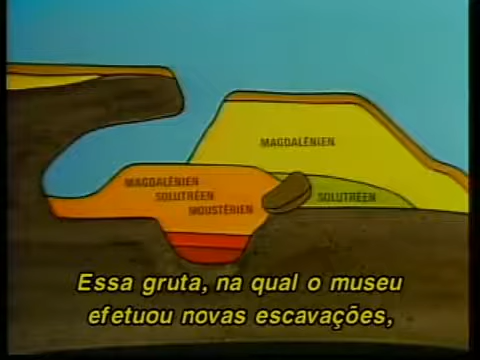 MAGDALÉNIEN
MAGDALÉNIEN
SOLUTRÉEN
MOUSTÉRIEN
SOLUTRÉEN
Essa gruta, na qual o museu
efetuou novas escavações,